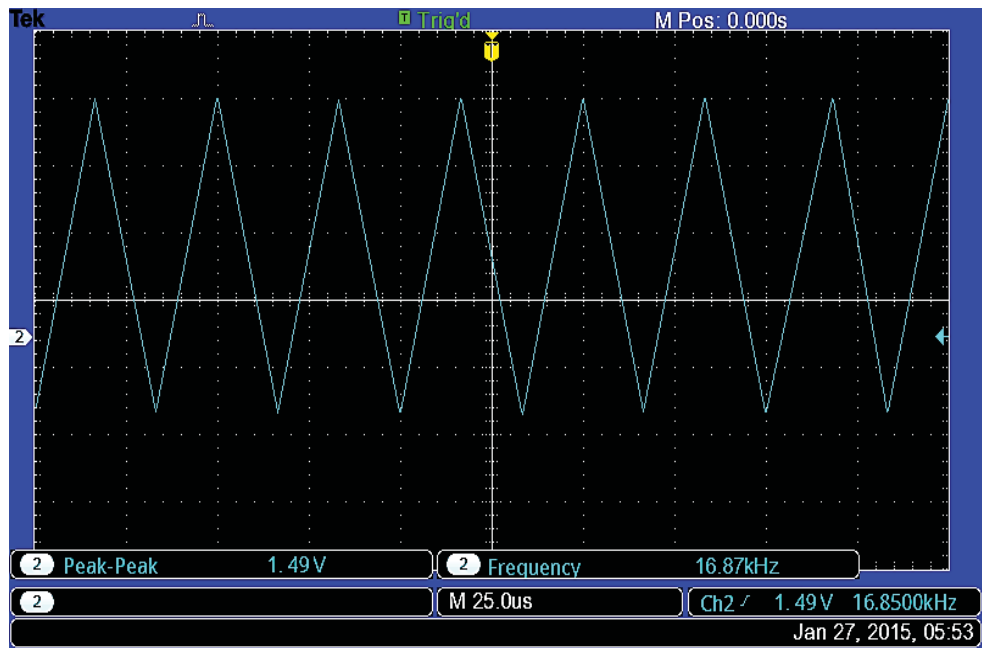 Tek T Trig'd M Pos: 0.000s
T
2
2 Peak-Peak 1.49V 2 Frequency 16.87kHz
2 M 25.0us Ch2 1.49V 16.8500kHz
Jan 27, 2015, 05:53